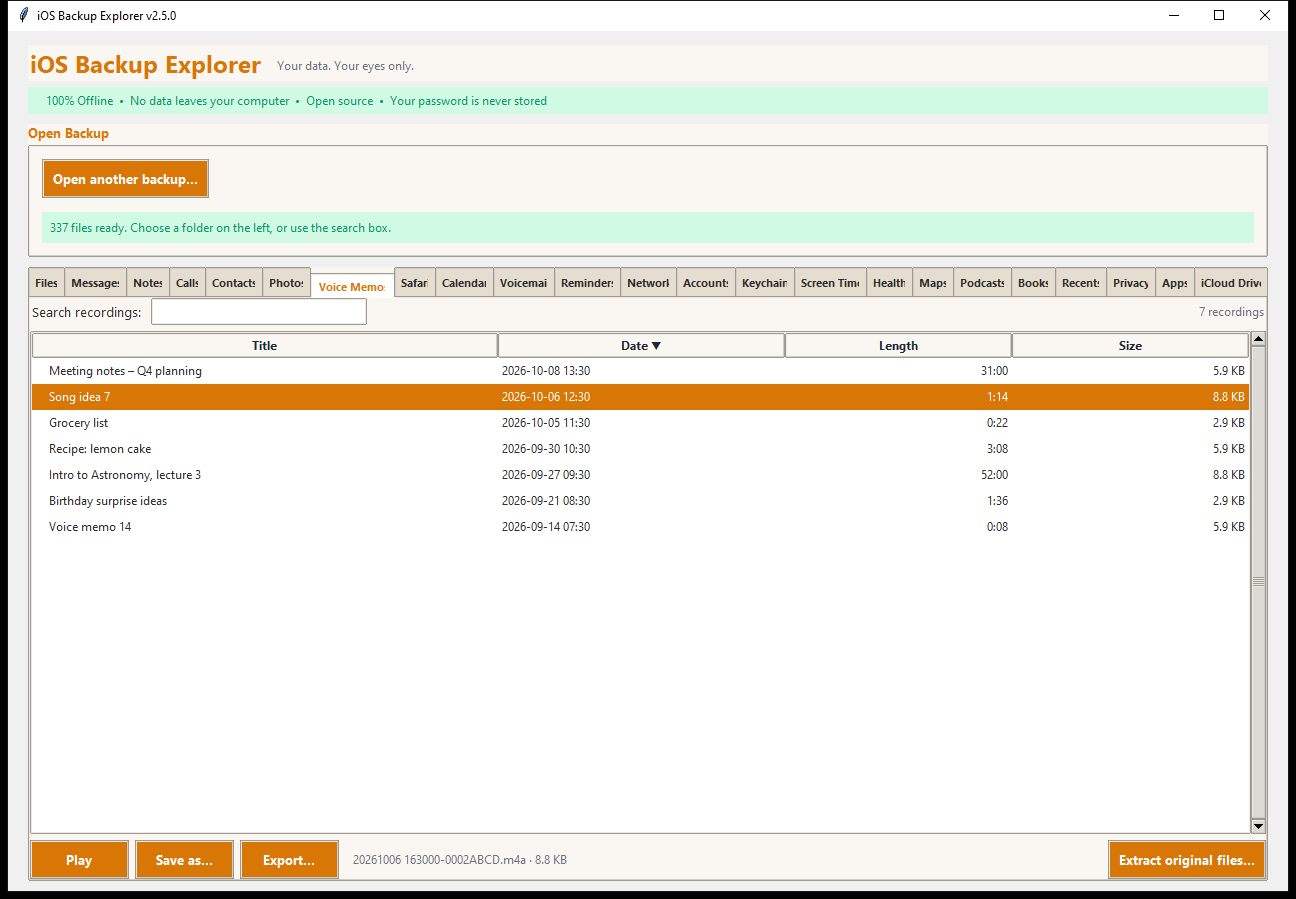 iOS Backup Explorer v2.5.0
iOS Backup Explorer Your data. Your eyes only.
100% Offline • No data leaves your computer • Open source • Your password is never stored
Open Backup
Open another backup...
337 files ready. Choose a folder on the left, or use the search box.
Files Messages Notes Calls Contacts Photos Voice Memos Safari Calendar Voicemai Reminders Network Accounts Keychain Screen Time Health Maps Podcasts Books Recents Privacy Apps iCloud Drive
Search recordings: 7 recordings
Title Date ▼ Length Size
Meeting notes – Q4 planning 2026-10-08 13:30 31:00 5.9 KB
Song idea 7 2026-10-06 12:30 1:14 8.8 KB
Grocery list 2026-10-05 11:30 0:22 2.9 KB
Recipe: lemon cake 2026-09-30 10:30 3:08 5.9 KB
Intro to Astronomy, lecture 3 2026-09-27 09:30 52:00 8.8 KB
Birthday surprise ideas 2026-09-21 08:30 1:36 2.9 KB
Voice memo 14 2026-09-14 07:30 0:08 5.9 KB
Play Save as... Export... 20261006 163000-0002ABCD.m4a · 8.8 KB Extract original files...